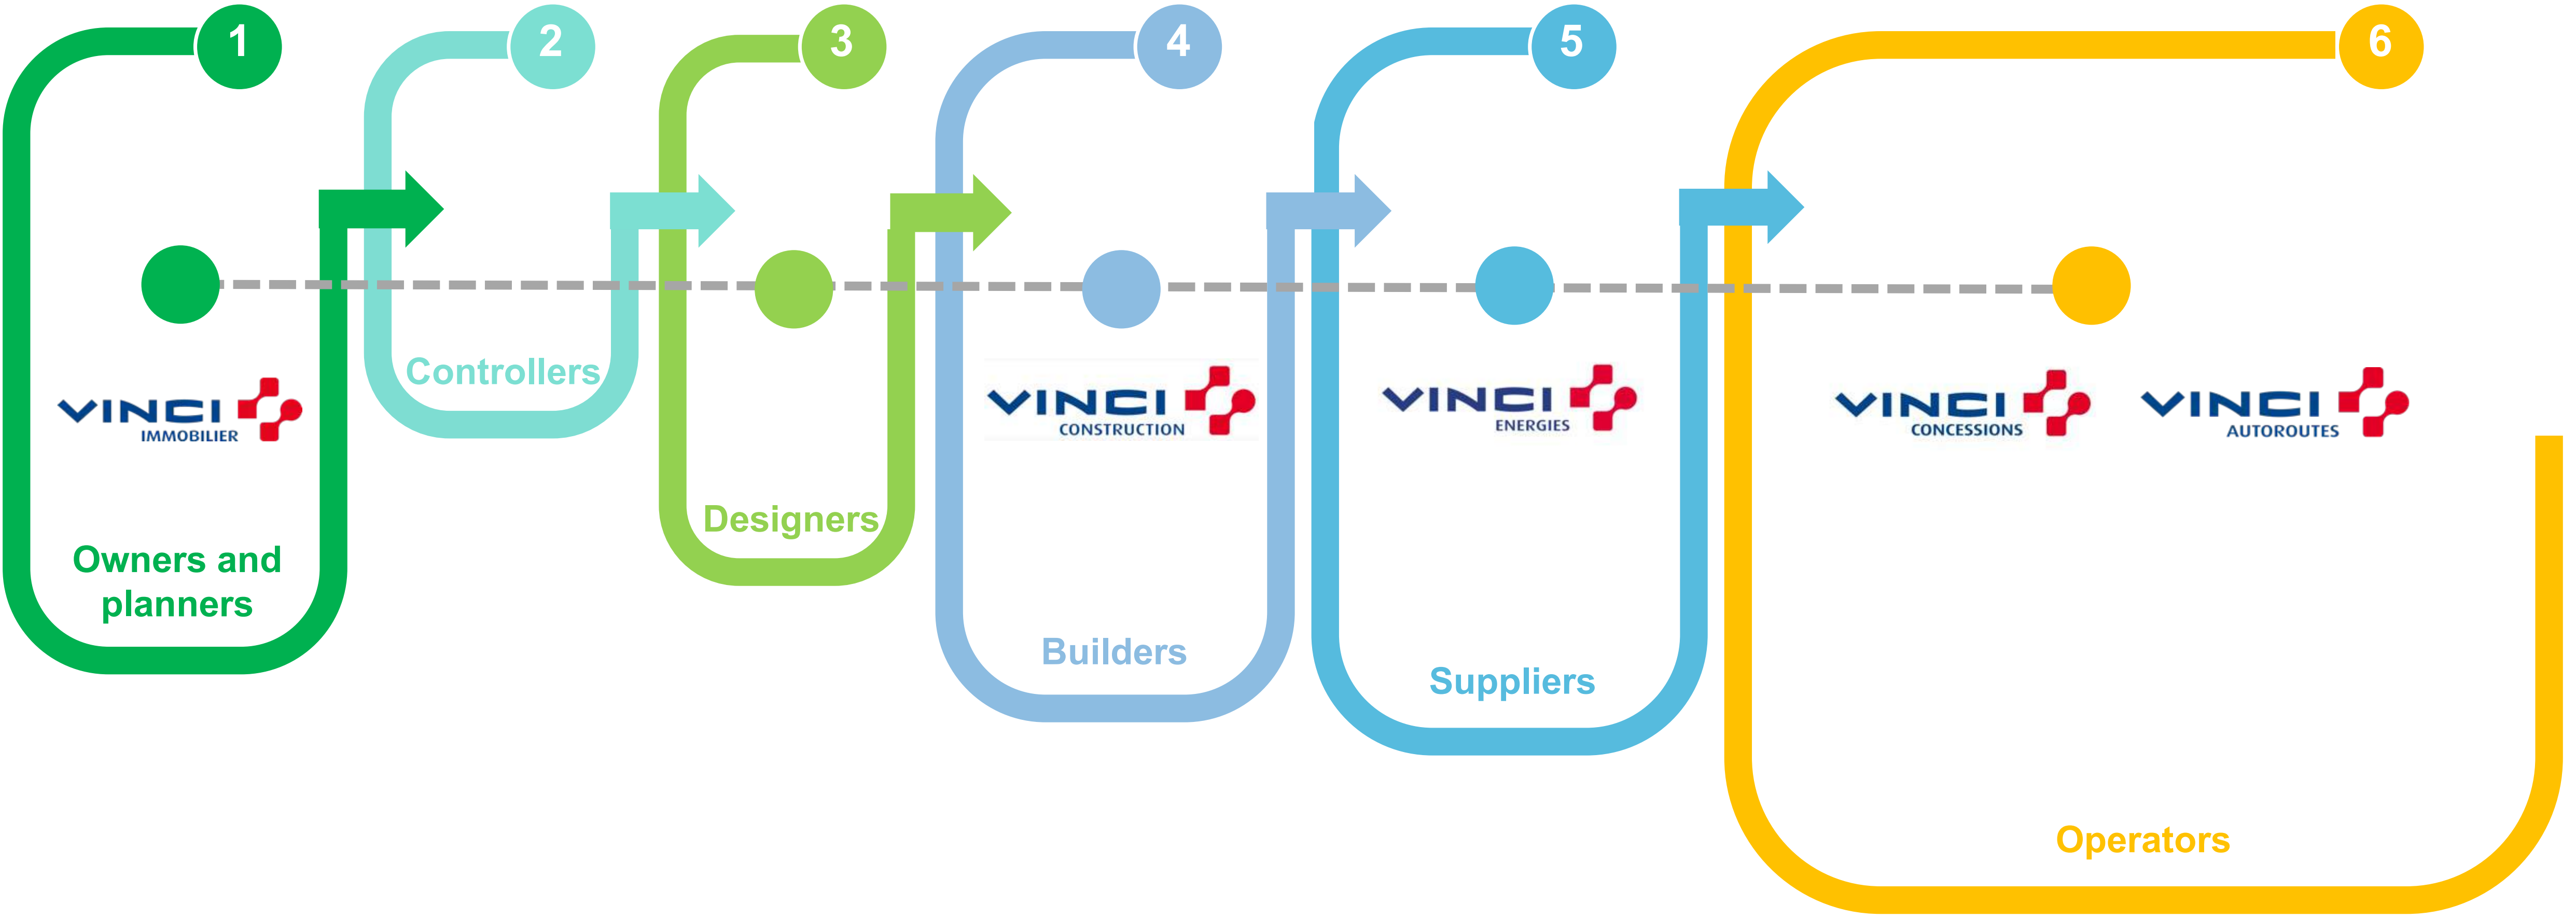 1
2
3
4
5
6
VINCI
IMMOBILIER
Owners and
planners
Controllers
Designers
VINCI
CONSTRUCTION
Builders
VINCI
ENERGIES
Suppliers
VINCI
CONCESSIONS
VINCI
AUTOROUTES
Operators